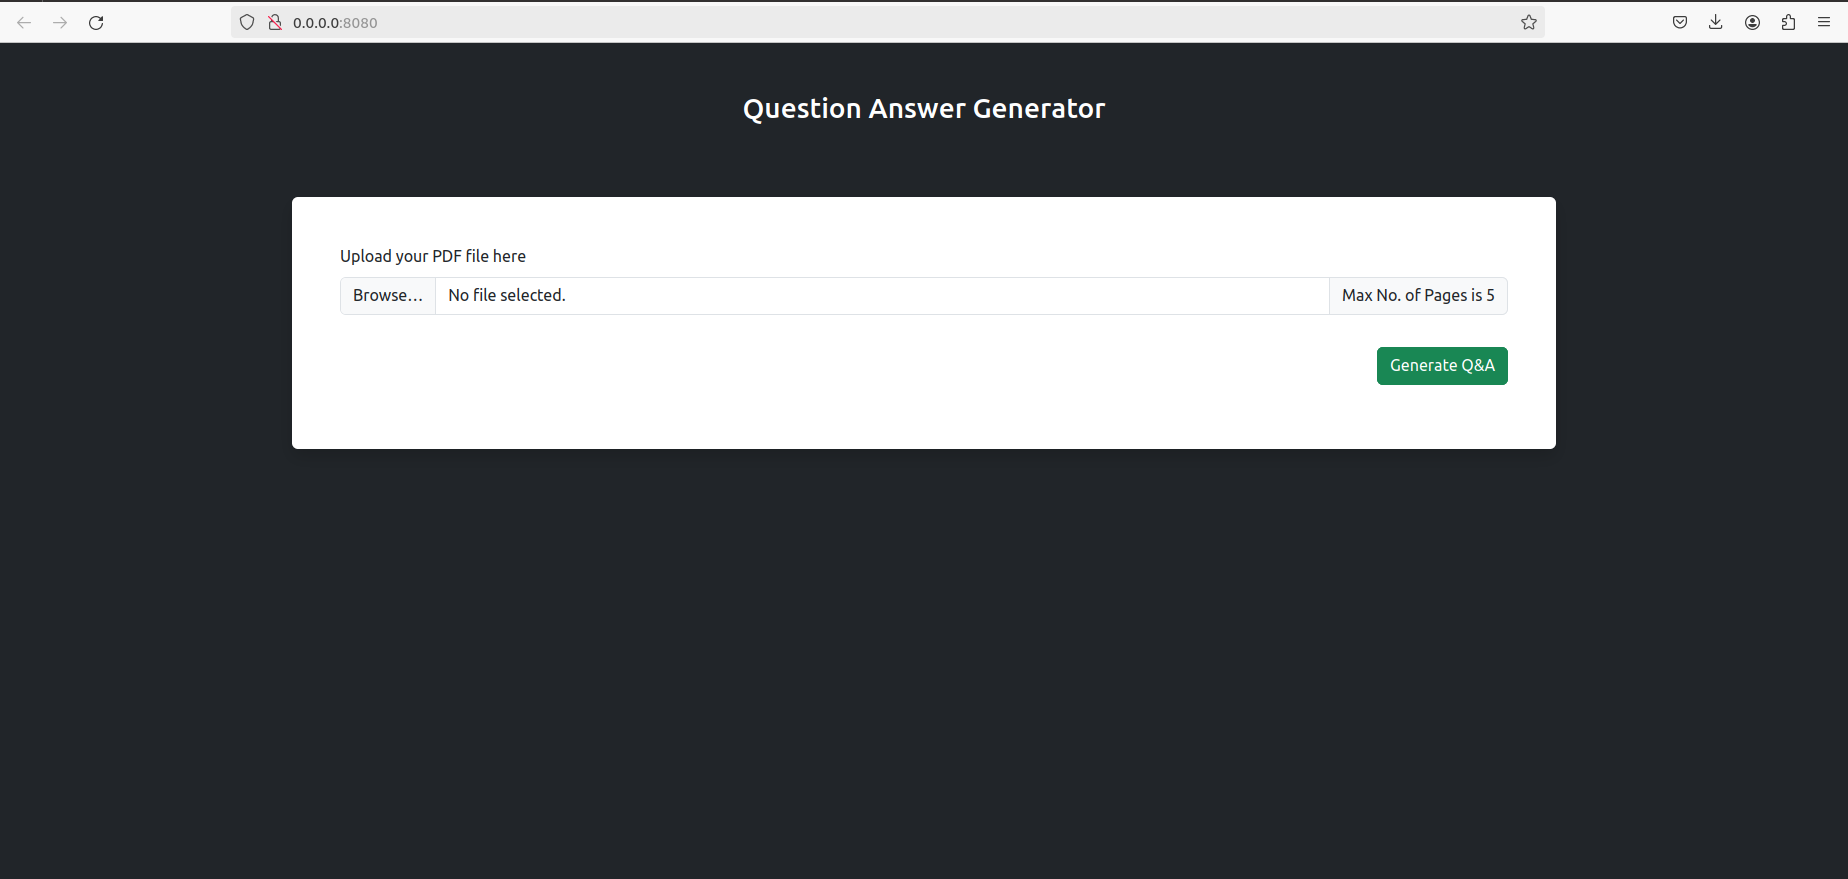 0.0.0.0:8080
Question Answer Generator
Upload your PDF file here
Browse... No file selected. Max No. of Pages is 5
Generate Q&A